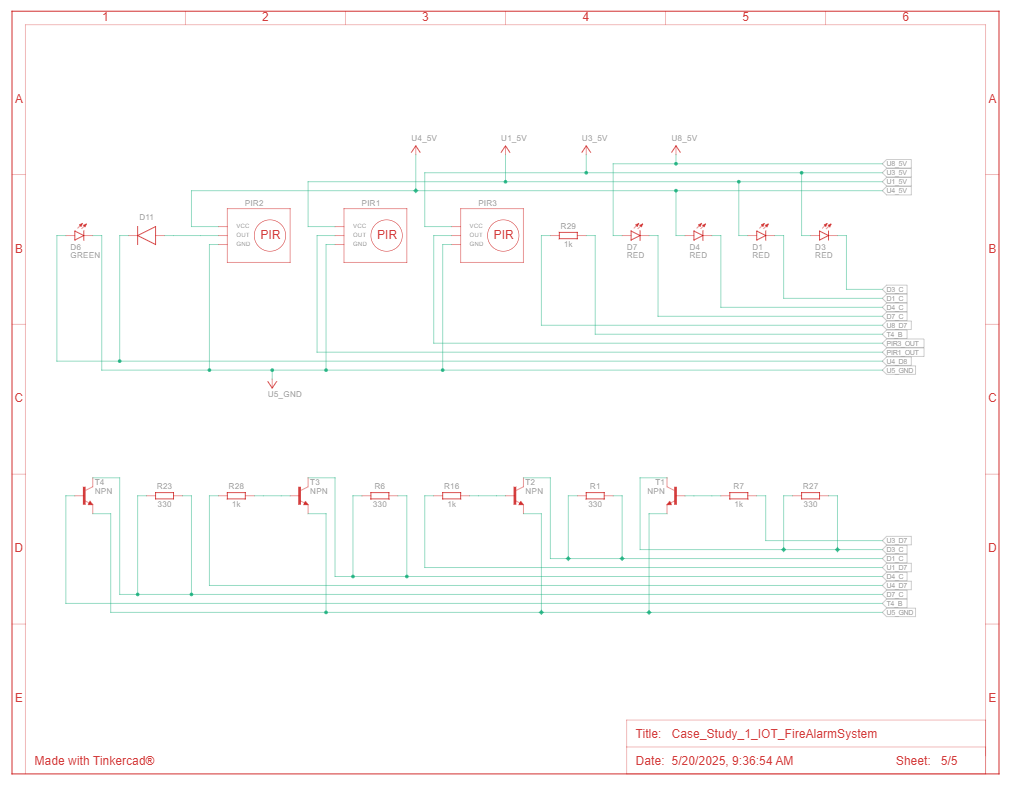 1 2 3 4 5 6
A A
U4_5V U1_5V U3_5V U8_5V
U8_5V
U3_5V
U1_5V
U4_5V
PIR2 PIR1 PIR3
D11
VCC VCC VCC
R29
OUT PIR OUT PIR OUT PIR
GND GND GND
1k
B B
D6 D7 D4 D1 D3
GREEN RED RED RED RED
D3_C
D1_C
D4_C
D7_C
U8_D7
T4_B
PIR3_OUT
PIR1_OUT
U4_D8
U5_GND
U5_GND
C C
T4 T3 T2 T1
R23 R28 R6 R16 R1 R7 R27
NPN NPN NPN NPN
330 1k 330 1k 330 1k 330
U3_D7
D D
D3_C
D1_C
U1_D7
D4_C
U4_D7
D7_C
T4_B
U5_GND
E E
Title: Case_Study_1_IOT_FireAlarmSystem
Made with Tinkercad®
Date: 5/20/2025, 9:36:54 AM Sheet: 5/5